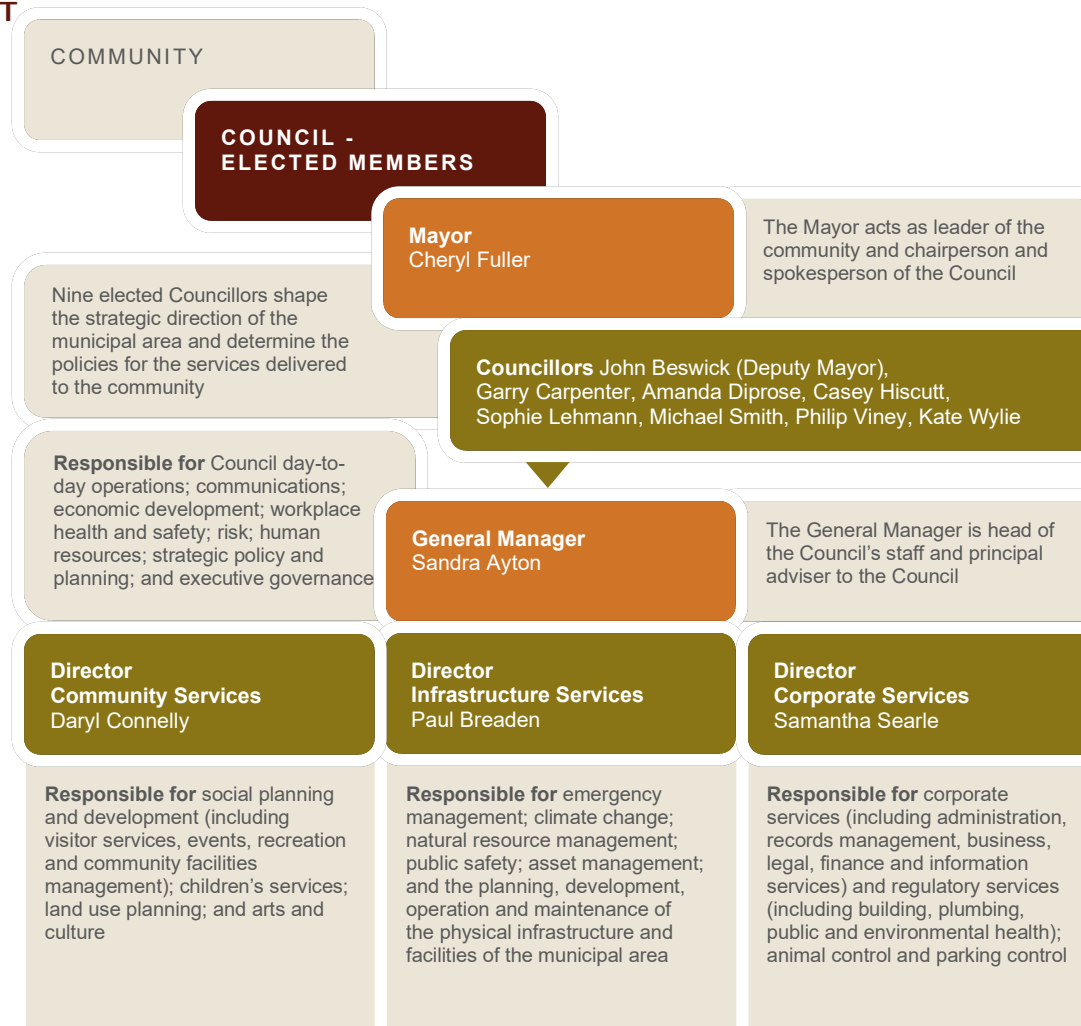 T
COMMUNITY
COUNCIL -
ELECTED MEMBERS
Mayor
Cheryl Fuller
The Mayor acts as leader of the
community and chairperson and
spokesperson of the Council
Nine elected Councillors shape
the strategic direction of the
municipal area and determine the
policies for the services delivered
to the community
Councillors John Beswick (Deputy Mayor),
Garry Carpenter, Amanda Diprose, Casey Hiscutt,
Sophie Lehmann, Michael Smith, Philip Viney, Kate Wylie
Responsible for Council day-to-
day operations; communications;
economic development; workplace
health and safety; risk; human
resources; strategic policy and
planning; and executive governance
General Manager
Sandra Ayton
The General Manager is head of
the Council’s staff and principal
adviser to the Council
Director
Community Services
Daryl Connelly
Director
Infrastructure Services
Paul Breaden
Director
Corporate Services
Samantha Searle
Responsible for social planning
and development (including
visitor services, events, recreation
and community facilities
management); children’s services;
land use planning; and arts and
culture
Responsible for emergency
management; climate change;
natural resource management;
public safety; asset management;
and the planning, development,
operation and maintenance of
the physical infrastructure and
facilities of the municipal area
Responsible for corporate
services (including administration,
records management, business,
legal, finance and information
services) and regulatory services
(including building, plumbing,
public and environmental health);
animal control and parking control